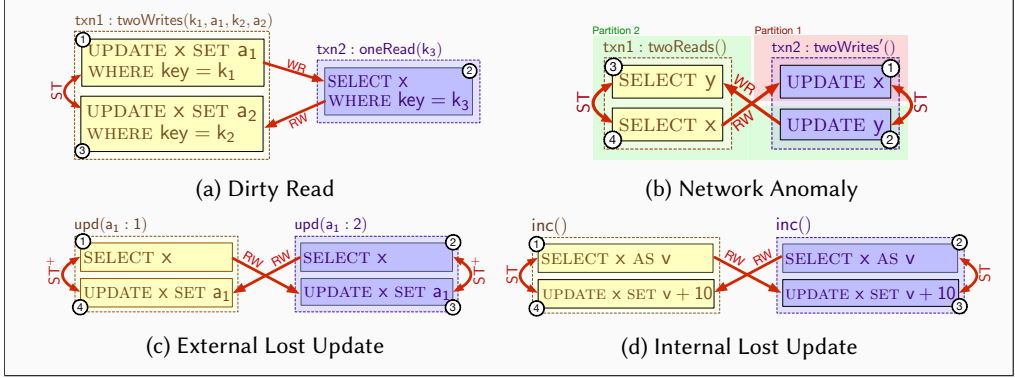 txn1 : twoWrites(k₁, a₁, k₂, a₂)
1
UPDATE x SET a₁
WHERE key = k₁
UPDATE x SET a₂
WHERE key = k₂
3
ST
WR
RW
txn2 : oneRead(k₃)
2
SELECT x
WHERE key = k₃
(a) Dirty Read
Partition 2
Partition 1
txn1 : twoReads()
3
SELECT y
SELECT x
4
ST
WR
RW
txn2 : twoWrites′()
1
UPDATE x
UPDATE y
2
ST
(b) Network Anomaly
upd(a₁ : 1)
1
SELECT x
UPDATE x SET a₁
4
ST⁺
RW
RW
upd(a₁ : 2)
2
SELECT x
UPDATE x SET a₁
3
ST⁺
(c) External Lost Update
inc()
1
SELECT x AS v
UPDATE x SET v + 10
4
ST
RW
RW
inc()
2
SELECT x AS v
UPDATE x SET v + 10
3
ST
(d) Internal Lost Update